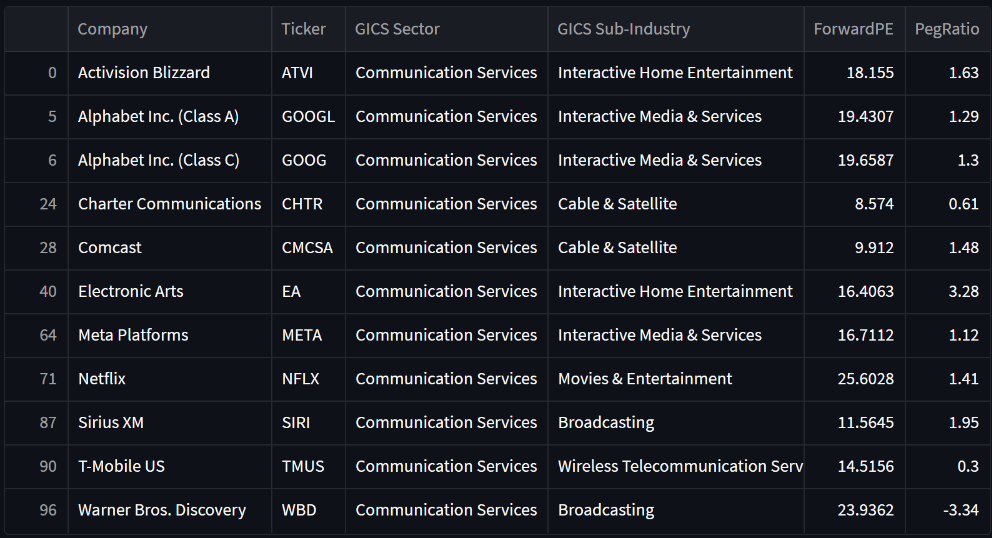 Company Ticker GICS Sector GICS Sub-Industry ForwardPE PegRatio
0 Activision Blizzard ATVI Communication Services Interactive Home Entertainment 18.155 1.63
5 Alphabet Inc. (Class A) GOOGL Communication Services Interactive Media & Services 19.4307 1.29
6 Alphabet Inc. (Class C) GOOG Communication Services Interactive Media & Services 19.6587 1.3
24 Charter Communications CHTR Communication Services Cable & Satellite 8.574 0.61
28 Comcast CMCSA Communication Services Cable & Satellite 9.912 1.48
40 Electronic Arts EA Communication Services Interactive Home Entertainment 16.4063 3.28
64 Meta Platforms META Communication Services Interactive Media & Services 16.7112 1.12
71 Netflix NFLX Communication Services Movies & Entertainment 25.6028 1.41
87 Sirius XM SIRI Communication Services Broadcasting 11.5645 1.95
90 T-Mobile US TMUS Communication Services Wireless Telecommunication Serv 14.5156 0.3
96 Warner Bros. Discovery WBD Communication Services Broadcasting 23.9362 -3.34